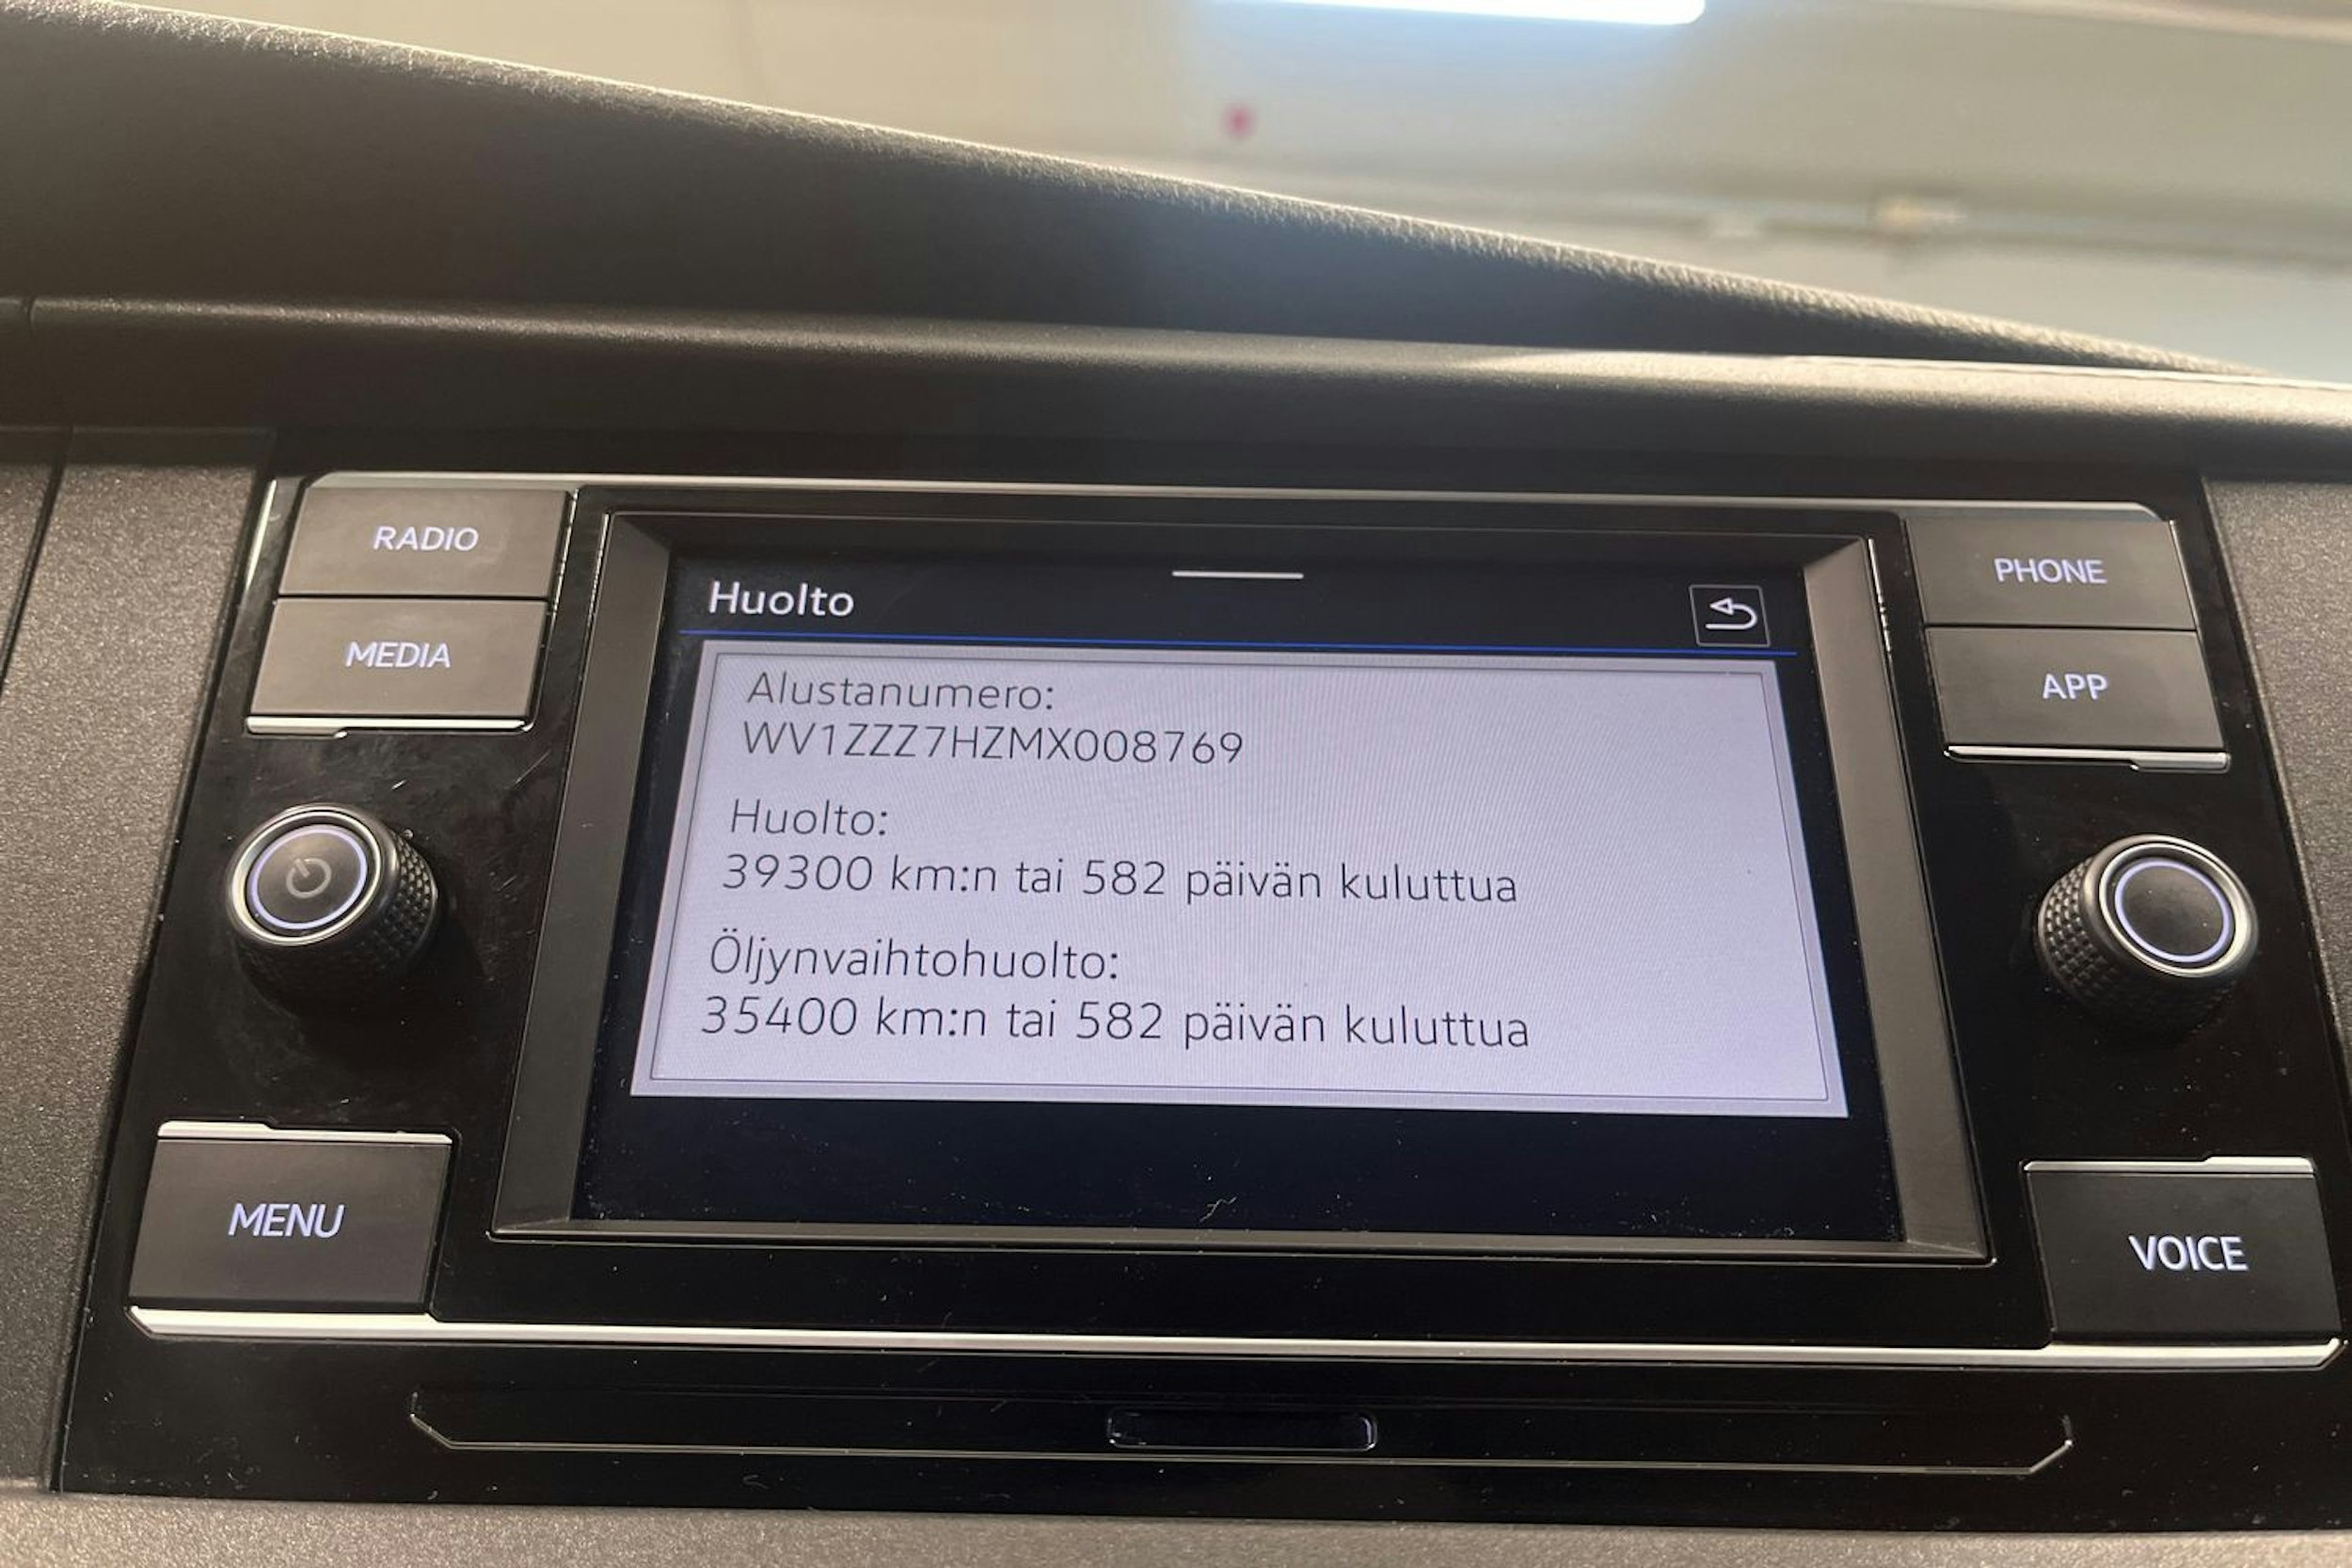 RADIO
MEDIA
MENU
Huolto
Alustanumero:
WV1ZZZ7HZMX008769
Huolto:
39300 km:n tai 582 päivän kuluttua
Öljynvaihtohuolto:
35400 km:n tai 582 päivän kuluttua
PHONE
APP
VOICE